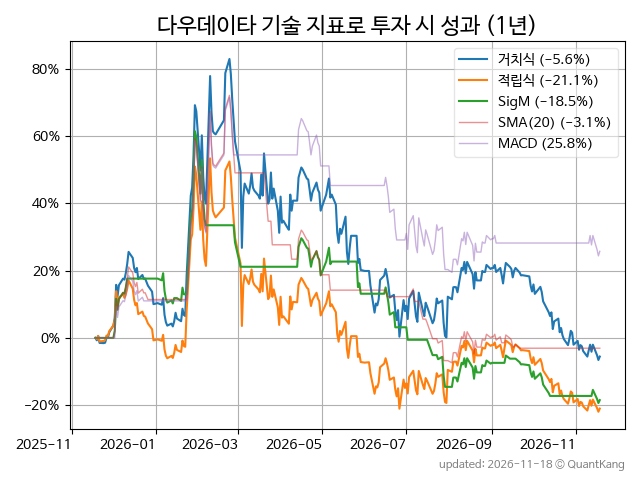 다우데이타 기술 지표로 투자 시 성과 (1년)
거치식 (−5.6%)
적립식 (−21.1%)
SigM (−18.5%)
SMA(20) (−3.1%)
MACD (25.8%)
80%
60%
40%
20%
0%
−20%
2025−11 2026−01 2026−03 2026−05 2026−07 2026−09 2026−11
updated: 2026−11−18 © QuantKang